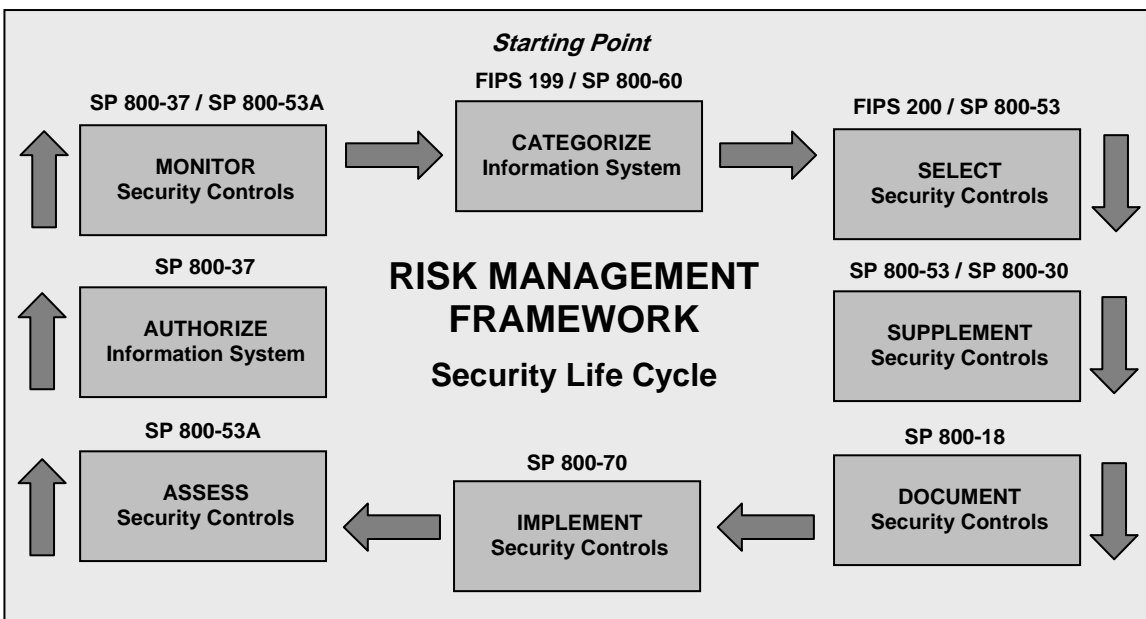 Starting Point
FIPS 199 / SP 800-60
CATEGORIZE
Information System
FIPS 200 / SP 800-53
SELECT
Security Controls
SP 800-53 / SP 800-30
SUPPLEMENT
Security Controls
SP 800-18
DOCUMENT
Security Controls
SP 800-70
IMPLEMENT
Security Controls
SP 800-53A
ASSESS
Security Controls
SP 800-37
AUTHORIZE
Information System
SP 800-37 / SP 800-53A
MONITOR
Security Controls
RISK MANAGEMENT
FRAMEWORK
Security Life Cycle